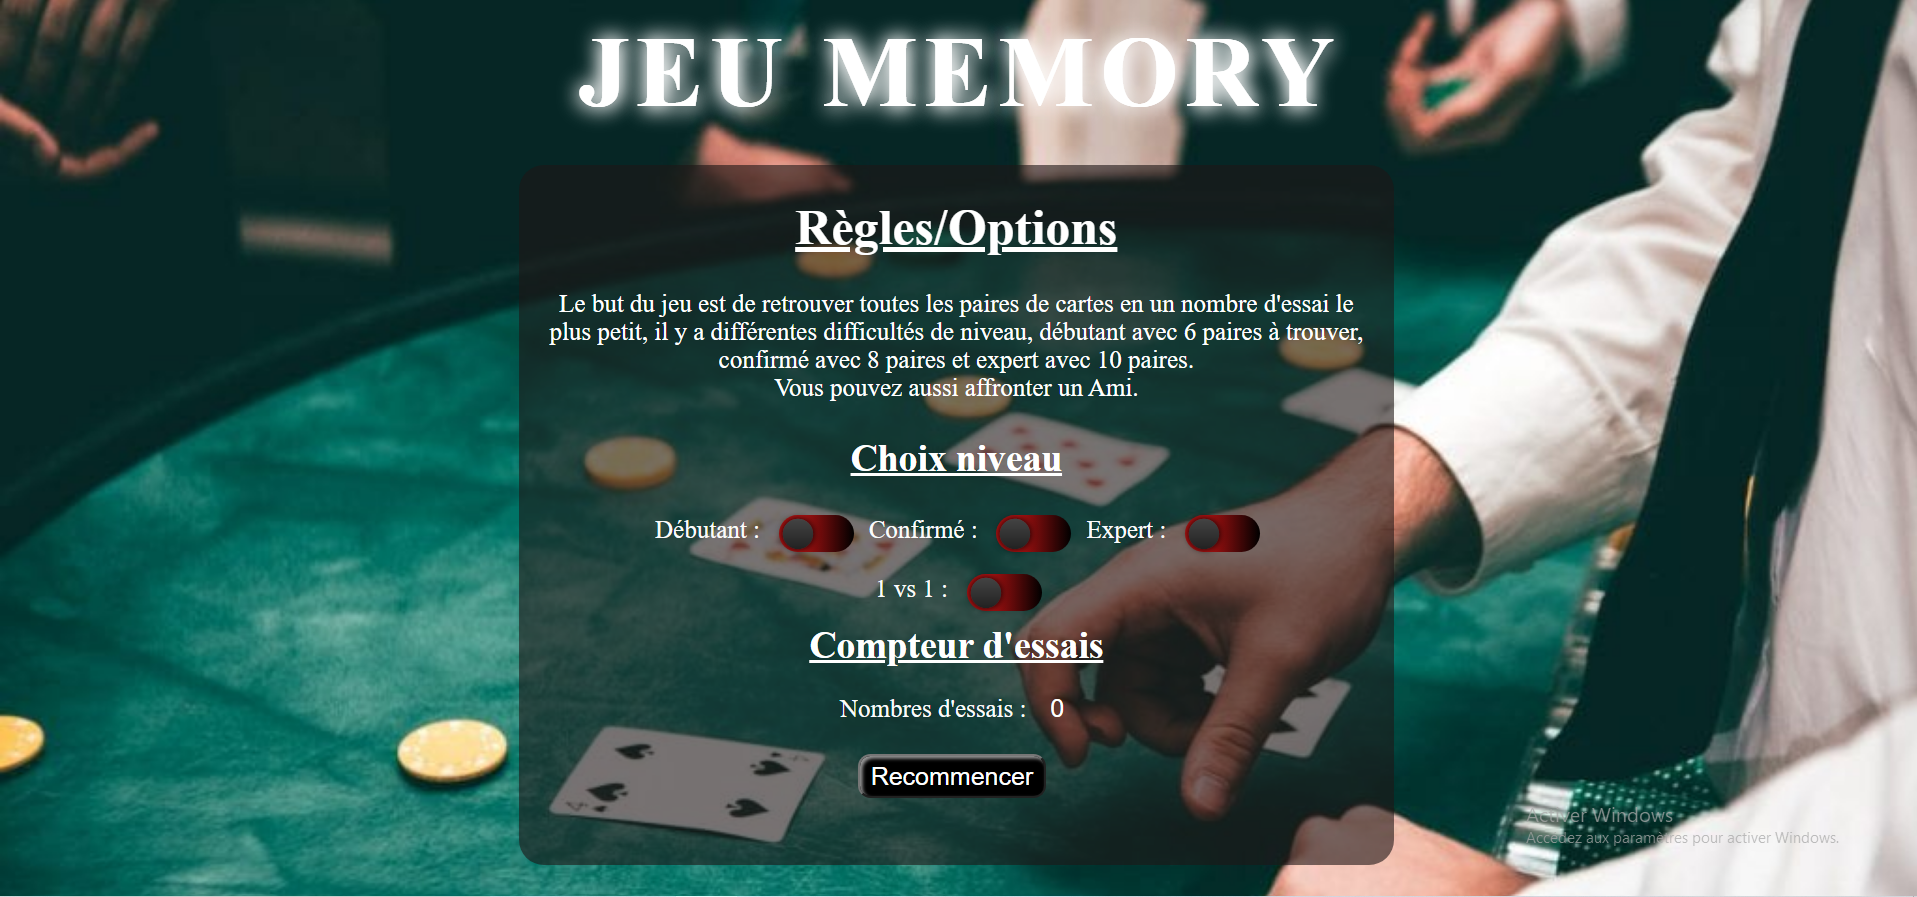 JEU MEMORY
Règles/Options
Le but du jeu est de retrouver toutes les paires de cartes en un nombre d'essai le
plus petit, il y a différentes difficultés de niveau, débutant avec 6 paires à trouver,
confirmé avec 8 paires et expert avec 10 paires.
Vous pouvez aussi affronter un Ami.
Choix niveau
Débutant : Confirmé : Expert :
1 vs 1 :
Compteur d'essais
Nombres d'essais : 0
Recommencer
Activer Windows
Accédez aux paramètres pour activer Windows.